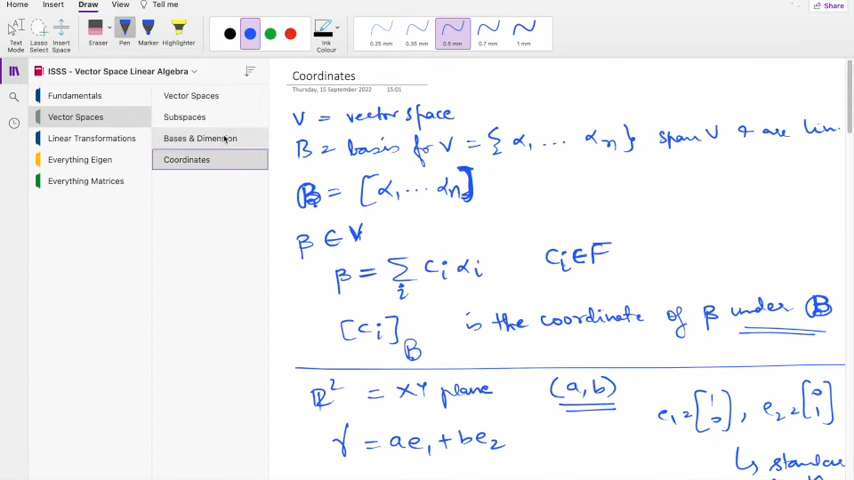 Home Insert Draw View Tell me
Share
Text Mode
Lasso Select
Insert Space
Eraser
Pen
Marker
Highlighter
Ink Colour
0.25 mm 0.35 mm 0.5 mm 0.7 mm 1 mm
ISSS - Vector Space Linear Algebra
Fundamentals
Vector Spaces
Linear Transformations
Everything Eigen
Everything Matrices
Vector Spaces
Subspaces
Bases & Dimension
Coordinates
Coordinates
Thursday, 15 September 2022 15:01
V = vector space
B = basis for V = {α₁ ... αₙ} span V & are lin.
B = [α₁ ... αₙ]
β ∈ V
β = Σᵢ cᵢ αᵢ cᵢ ∈ F
[cᵢ]_B is the coordinate of β under B
ℝ² = XY plane (a,b) e₁ = [1 0], e₂ = [0 1]
γ = ae₁ + be₂
↳ standar